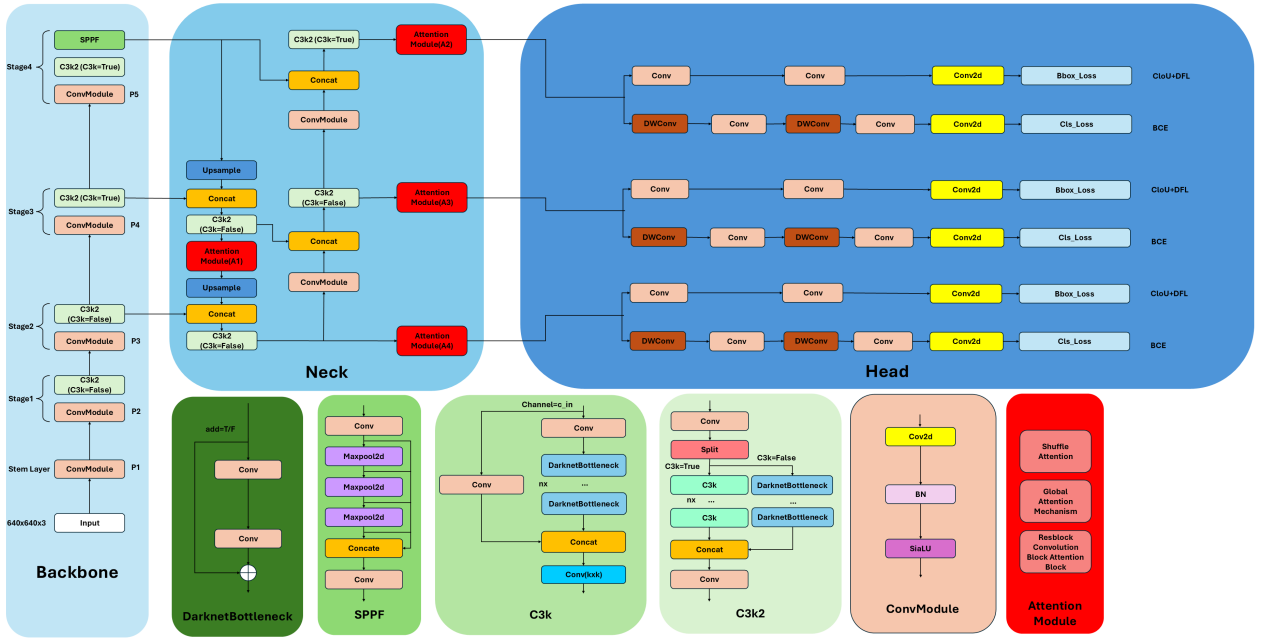 SPPF
Stage4
C3k2 (C3k=True)
ConvModule
P5
C3k2 (C3k=True)
Stage3
ConvModule
P4
C3k2
(C3k=False)
Stage2
ConvModule
P3
C3k2
(C3k=False)
Stage1
ConvModule
P2
Stem Layer
ConvModule
P1
640x640x3
Input
Backbone
C3k2 (C3k=True)
Attention
Module(A2)
Concat
ConvModule
Upsample
Concat
C3k2
(C3k=False)
Attention
Module(A3)
C3k2
(C3k=False)
Concat
Attention
Module(A1)
Upsample
ConvModule
Concat
C3k2
(C3k=False)
Attention
Module(A4)
Neck
Conv
Conv
Conv2d
Bbox_Loss
CloU+DFL
DWConv
Conv
DWConv
Conv
Conv2d
Cls_Loss
BCE
Conv
Conv
Conv2d
Bbox_Loss
CloU+DFL
DWConv
Conv
DWConv
Conv
Conv2d
Cls_Loss
BCE
Conv
Conv
Conv2d
Bbox_Loss
CloU+DFL
DWConv
Conv
DWConv
Conv
Conv2d
Cls_Loss
BCE
Head
add=T/F
Conv
Conv
DarknetBottleneck
Conv
Maxpool2d
Maxpool2d
Maxpool2d
Concate
Conv
SPPF
Channel=c_in
Conv
DarknetBottleneck
Conv
nx
...
DarknetBottleneck
Concat
Conv(kxk)
C3k
Conv
Split
C3k=True
C3k=False
C3k
DarknetBottleneck
nx
...
...
C3k
DarknetBottleneck
Concat
Conv
C3k2
Cov2d
BN
SiaLU
ConvModule
Shuffle
Attention
Global
Attention
Mechanism
Resblock
Convolution
Block Attention
Block
Attention
Module